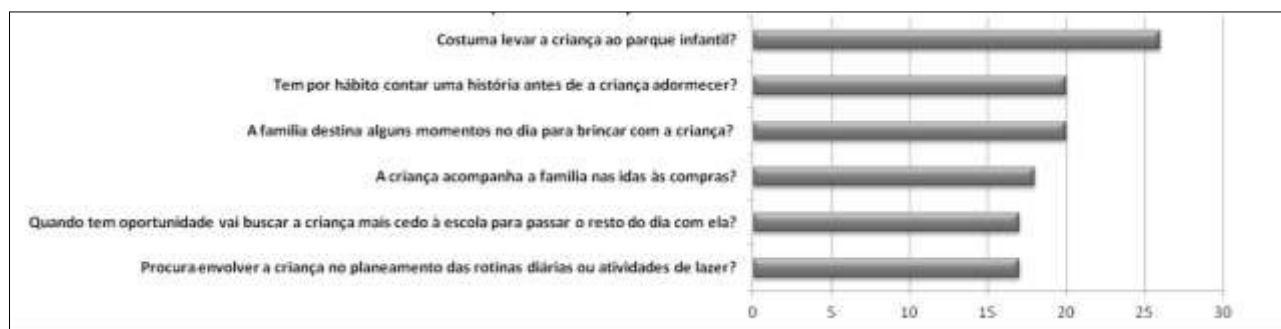 Costuma levar a criança ao parque infantil?
Tem por hábito contar uma história antes de a criança adormecer?
A família destina alguns momentos no dia para brincar com a criança?
A criança acompanha a família nas idas às compras?
Quando tem oportunidade vai buscar a criança mais cedo à escola para passar o resto do dia com ela?
Procura envolver a criança no planeamento das rotinas diárias ou atividades de lazer?
0 5 10 15 20 25 30